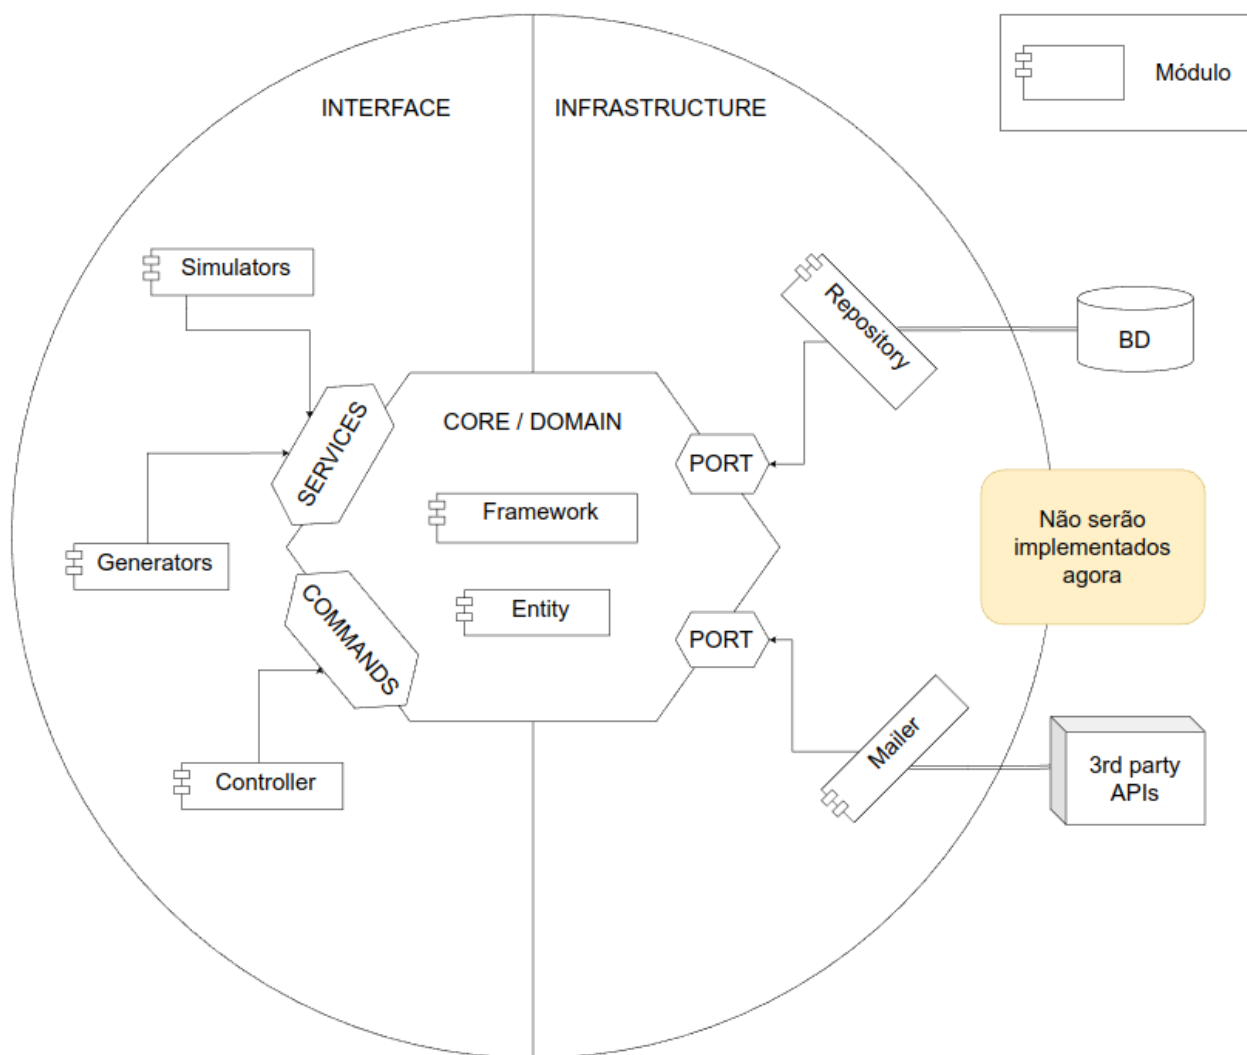 INTERFACE
INFRASTRUCTURE
Módulo
Simulators
Repository
BD
SERVICES
CORE / DOMAIN
PORT
Framework
Generators
Não serão
implementados
agora
COMMANDS
Entity
PORT
Controller
Mailer
3rd party
APIs